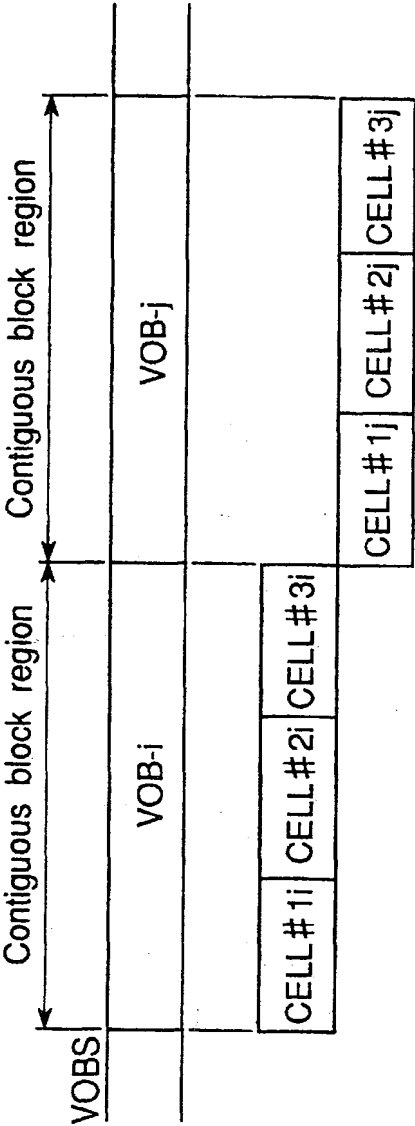 Contiguous block region
Contiguous block region
VOBS
VOB-i
VOB-j
CELL#1i
CELL#2i
CELL#3i
CELL#1j
CELL#2j
CELL#3j